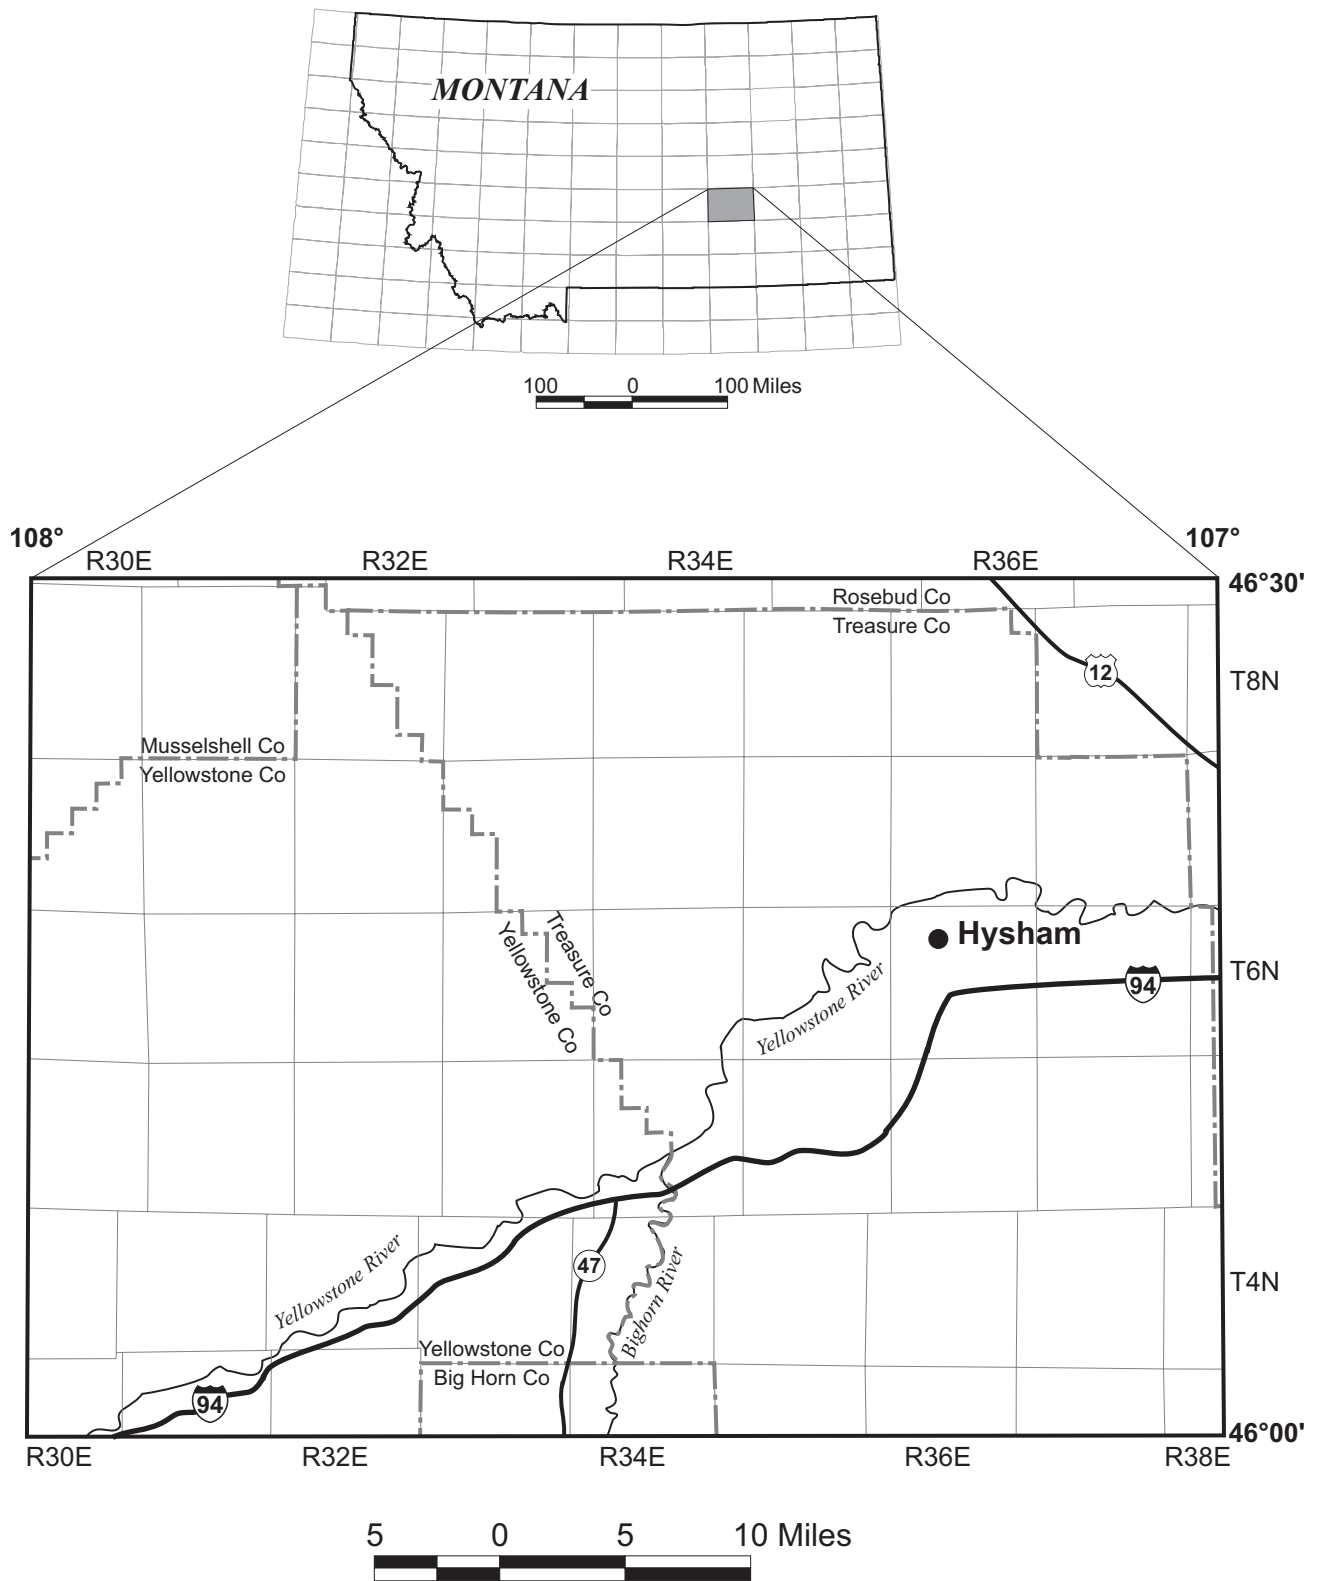 MONTANA
100 0 100 Miles
108° 107°
R30E R32E R34E R36E
46°30'
Rosebud Co
Treasure Co
12
T8N
Musselshell Co
Yellowstone Co
Treasure Co
Yellowstone Co
Hysham
T6N
94
Yellowstone River
47
Yellowstone River
Bighorn River
T4N
Yellowstone Co
Big Horn Co
94
46°00'
R30E R32E R34E R36E R38E
5 0 5 10 Miles